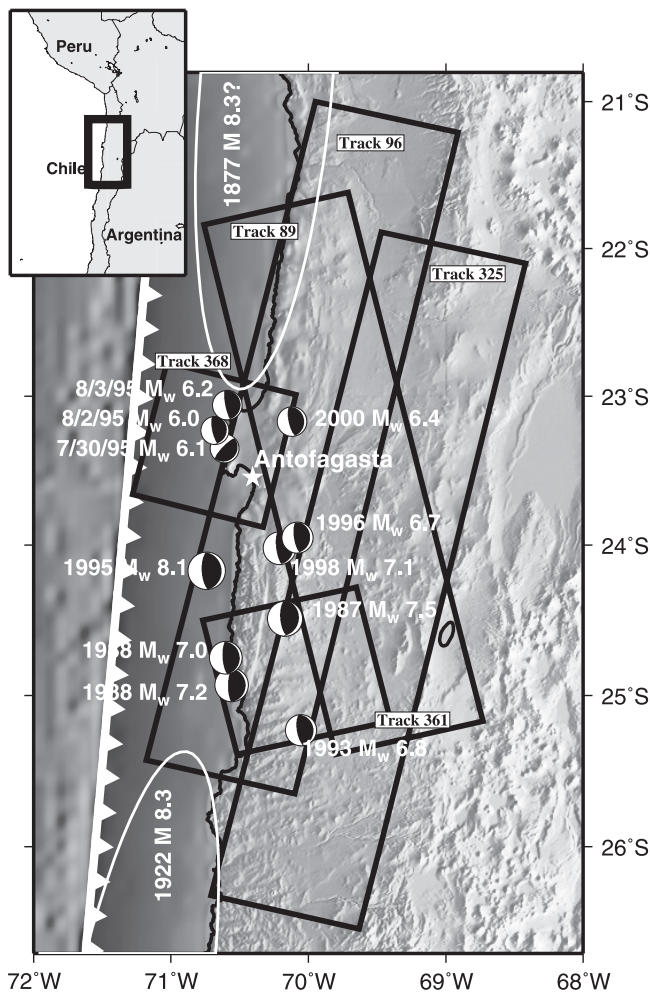 Peru
Chile
Argentina
1877 M 8.3?
Track 96
Track 89
Track 325
Track 368
8/3/95 Mw 6.2
8/2/95 Mw 6.0
7/30/95 Mw 6.1
2000 Mw 6.4
Antofagasta
1996 Mw 6.7
1995 Mw 8.1
1998 Mw 7.1
1987 Mw 7.5
1988 Mw 7.0
1988 Mw 7.2
Track 361
1993 Mw 6.8
1922 M 8.3
21°S
22°S
23°S
24°S
25°S
26°S
72°W
71°W
70°W
69°W
68°W